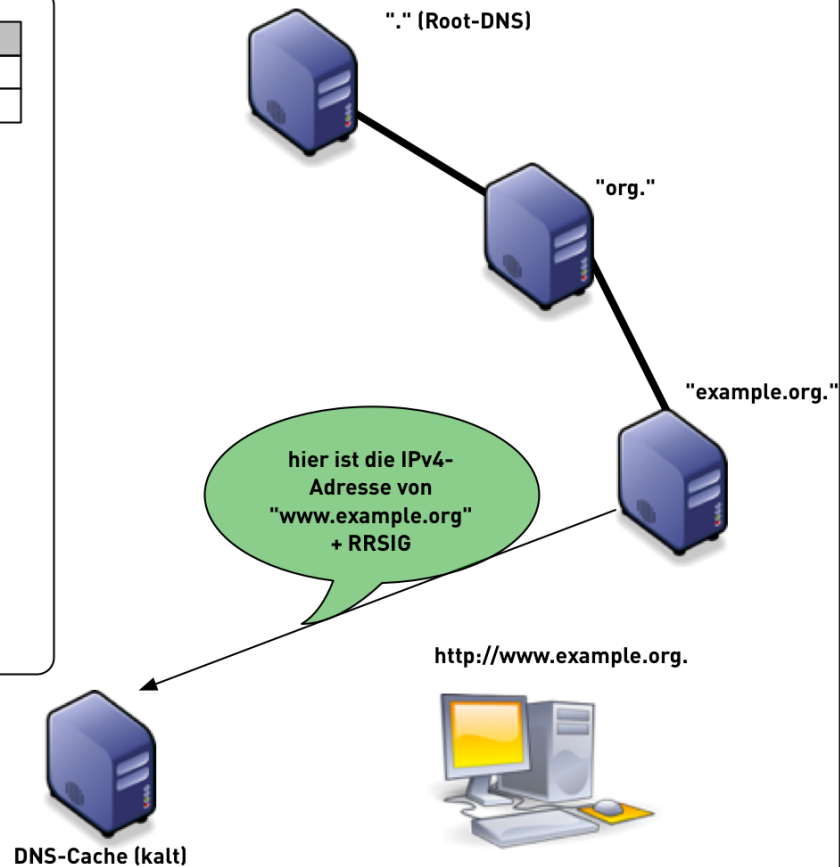 "." (Root-DNS)
"org."
"example.org."
hier ist die IPv4-
Adresse von
"www.example.org"
+ RRSIG
http://www.example.org.
DNS-Cache (kalt)